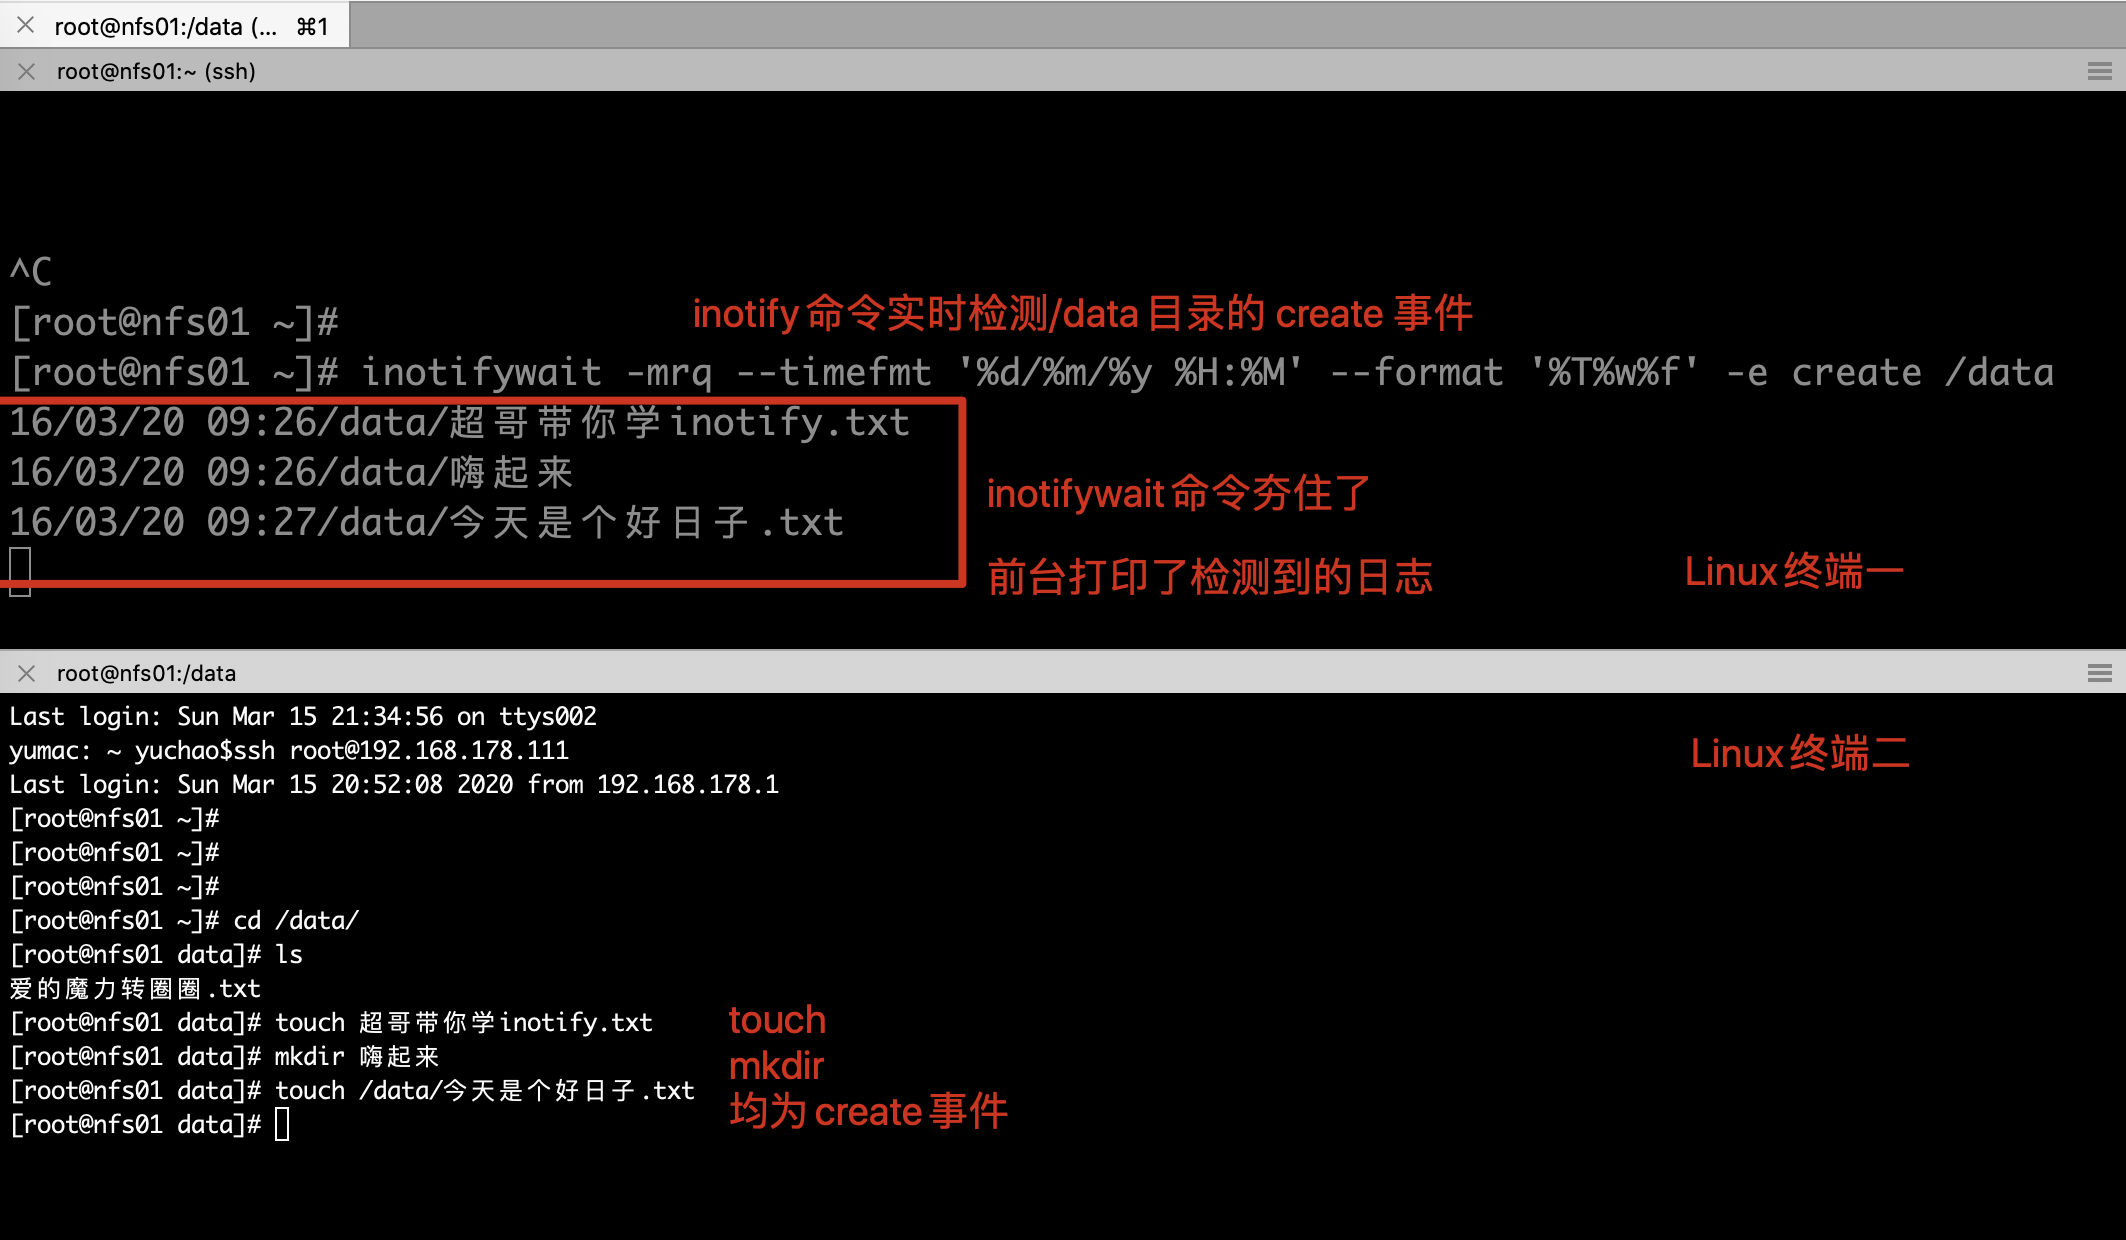 root@nfs01:/data (... ⌘1
root@nfs01:~ (ssh)
^C
[root@nfs01 ~]#
inotify命令实时检测/data目录的 create 事件
[root@nfs01 ~]# inotifywait -mrq --timefmt '%d/%m/%y %H:%M' --format '%T%w%f' -e create /data
16/03/20 09:26/data/超哥带你学inotify.txt
16/03/20 09:26/data/嗨起来
inotifywait命令夯住了
16/03/20 09:27/data/今天是个好日子.txt
前台打印了检测到的日志
Linux终端一
root@nfs01:/data
Last login: Sun Mar 15 21:34:56 on ttys002
yumac: ~ yuchao$ssh root@192.168.178.111
Linux终端二
Last login: Sun Mar 15 20:52:08 2020 from 192.168.178.1
[root@nfs01 ~]#
[root@nfs01 ~]#
[root@nfs01 ~]#
[root@nfs01 ~]# cd /data/
[root@nfs01 data]# ls
爱的魔力转圈圈.txt
[root@nfs01 data]# touch 超哥带你学inotify.txt
touch
[root@nfs01 data]# mkdir 嗨起来
mkdir
[root@nfs01 data]# touch /data/今天是个好日子.txt
均为create事件
[root@nfs01 data]#